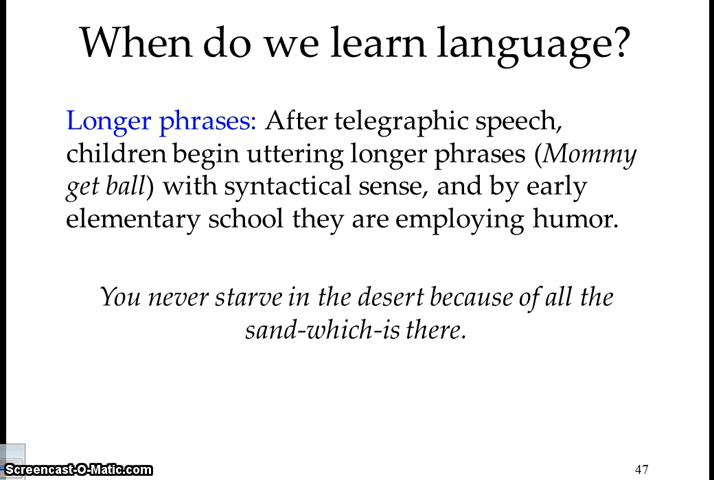 When do we learn language?
Longer phrases: After telegraphic speech,
children begin uttering longer phrases (Mommy
get ball) with syntactical sense, and by early
elementary school they are employing humor.
You never starve in the desert because of all the
sand-which-is there.
Screencast-O-Matic.com
47